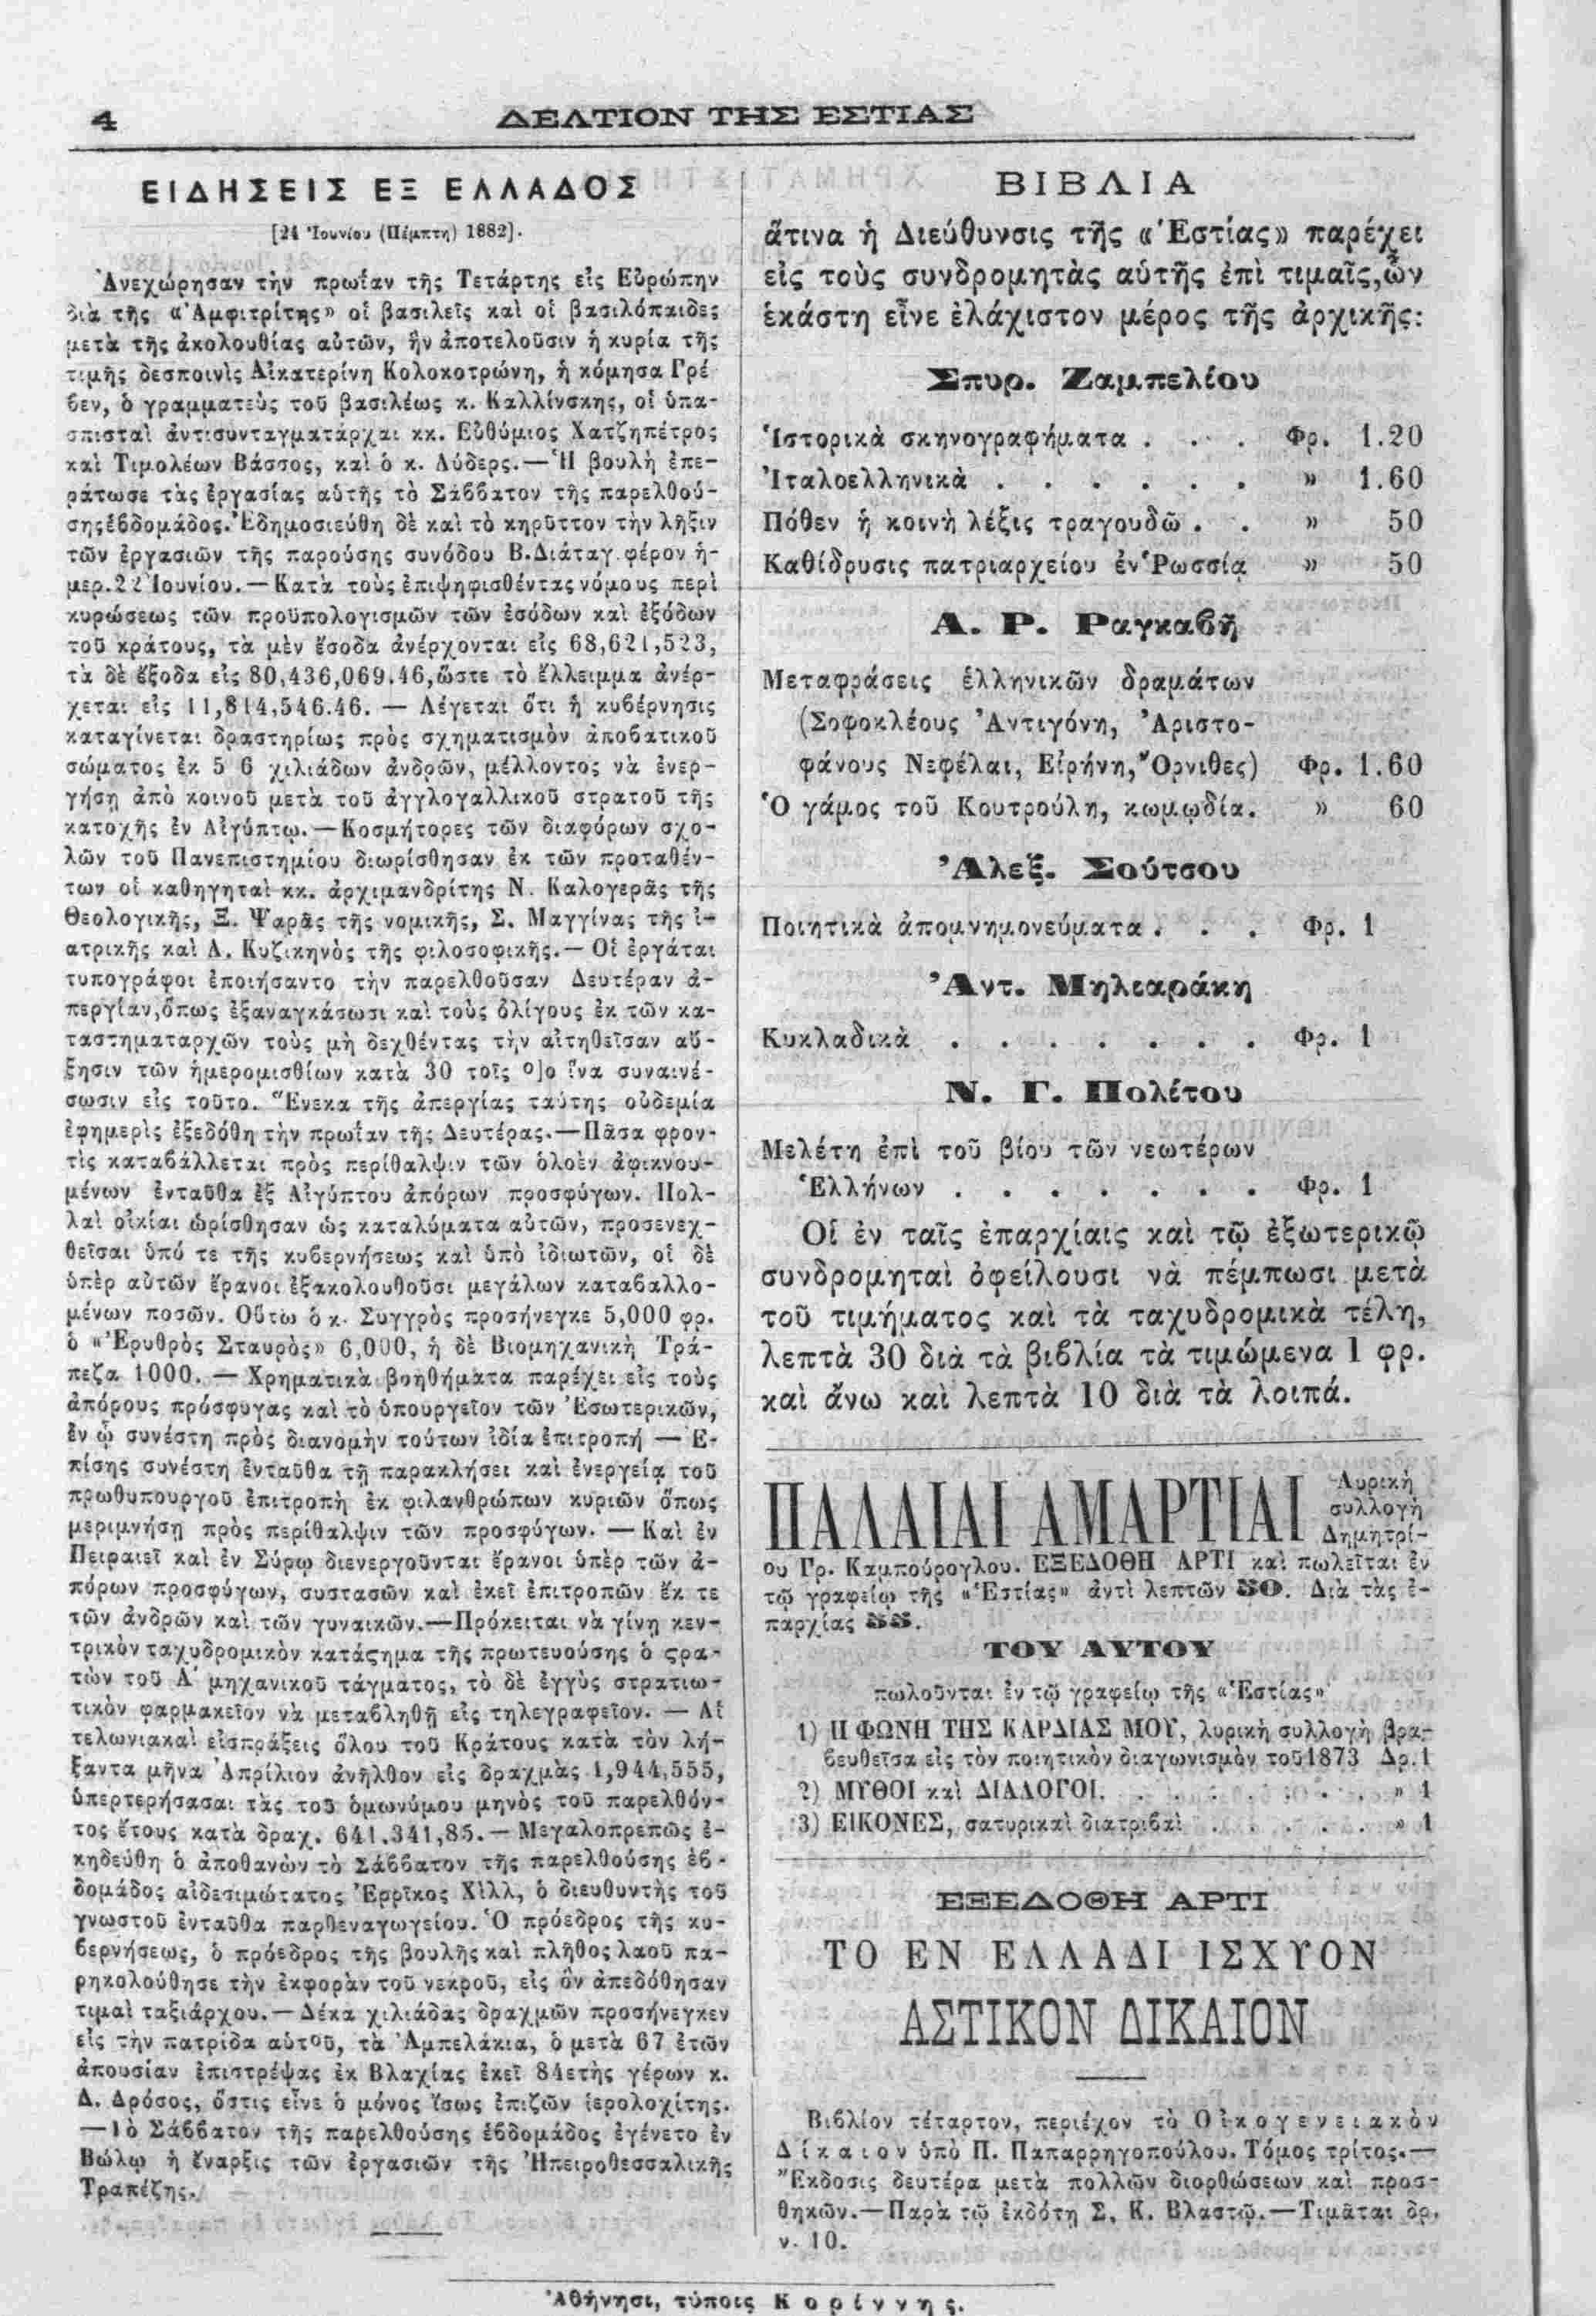 4
ΔΕΛΤΙΟΝ ΤΗΣ ΕΣΤΙΑΣ
ΕΙΔΗΣΕΙΣ ΕΞ ΕΛΛΑΔΟΣ
[24 Ἰουνίου (Πέμπτη) 1882].
Ἀνεχώρησαν τὴν πρωΐαν τῆς Τετάρτης εἰς Εὐρώπην
διὰ τῆς «Ἀμφιτρίτης» οἱ βασιλεῖς καὶ οἱ βασιλόπαιδες
μετὰ τῆς ἀκολουθίας αὐτῶν, ἣν ἀποτελοῦσιν ἡ κυρία τῆς
τιμῆς δεσποινὶς Αἰκατερίνη Κολοκοτρώνη, ἡ κόμησα Γρέ
βεν, ὁ γραμματεὺς τοῦ βασιλέως κ. Καλλίνσκης, οἱ ὑπα-
σπισταὶ ἀντισυνταγματάρχαι κκ. Εὐθύμιος Χατζηπέτρος
καὶ Τιμολέων Βάσσος, καὶ ὁ κ. Λύδερς.—Ἡ βουλὴ ἐπε-
ράτωσε τὰς ἐργασίας αὑτῆς τὸ Σάββατον τῆς παρελθού-
σης ἑβδομάδος. Ἐδημοσιεύθη δὲ καὶ τὸ κηρῦττον τὴν λῆξιν
τῶν ἐργασιῶν τῆς παρούσης συνόδου Β. Διάταγ. φέρον ἡ-
μερ. 22 Ἰουνίου.—Κατὰ τοὺς ἐπιψηφισθέντας νόμους περὶ
κυρώσεως τῶν προϋπολογισμῶν τῶν ἐσόδων καὶ ἐξόδων
τοῦ κράτους, τὰ μὲν ἔσοδα ἀνέρχονται εἰς 68,621,523,
τὰ δὲ ἔξοδα εἰς 80,436,069.46, ὥστε τὸ ἔλλειμμα ἀνέρ-
χεται εἰς 11,814,546.46. — Λέγεται ὅτι ἡ κυβέρνησις
καταγίνεται δραστηρίως πρὸς σχηματισμὸν ἀποβατικοῦ
σώματος ἐκ 5 6 χιλιάδων ἀνδρῶν, μέλλοντος νὰ ἐνερ-
γήσῃ ἀπὸ κοινοῦ μετὰ τοῦ ἀγγλογαλλικοῦ στρατοῦ τῆς
κατοχῆς ἐν Αἰγύπτῳ.—Κοσμήτορες τῶν διαφόρων σχο-
λῶν τοῦ Πανεπιστημίου διωρίσθησαν ἐκ τῶν προταθέν-
των οἱ καθηγηταὶ κκ. ἀρχιμανδρίτης Ν. Καλογερᾶς τῆς
Θεολογικῆς, Ξ. Ψαρᾶς τῆς νομικῆς, Σ. Μαγγίνας τῆς ἰ-
ατρικῆς καὶ Α. Κυζικηνὸς τῆς φιλοσοφικῆς.— Οἱ ἐργάται
τυπογράφοι ἐποιήσαντο τὴν παρελθοῦσαν Δευτέραν ἀ-
περγίαν, ὅπως ἐξαναγκάσωσι καὶ τοὺς ὀλίγους ἐκ τῶν κα-
ταστηματαρχῶν τοὺς μὴ δεχθέντας τὴν αἰτηθεῖσαν αὔ-
ξησιν τῶν ἡμερομισθίων κατὰ 30 τοῖς ο]ο ἵνα συναινέ-
σωσιν εἰς τοῦτο. Ἕνεκα τῆς ἀπεργίας ταύτης οὐδεμία
ἐφημερὶς ἐξεδόθη τὴν πρωΐαν τῆς Δευτέρας.—Πᾶσα φρον-
τὶς καταβάλλεται πρὸς περίθαλψιν τῶν ὁλοὲν ἀφικνου-
μένων ἐνταῦθα ἐξ Αἰγύπτου ἀπόρων προσφύγων. Πολ-
λαὶ οἰκίαι ὡρίσθησαν ὡς καταλύματα αὐτῶν, προσενεχ-
θεῖσαι ὑπό τε τῆς κυβερνήσεως καὶ ὑπὸ ἰδιωτῶν, οἱ δὲ
ὑπὲρ αὐτῶν ἔρανοι ἐξακολουθοῦσι μεγάλων καταβαλλο-
μένων ποσῶν. Οὕτω ὁ κ. Συγγρὸς προσήνεγκε 5,000 φρ.
ὁ «Ἐρυθρὸς Σταυρὸς» 6,000, ἡ δὲ Βιομηχανικὴ Τρά-
πεζα 1000. — Χρηματικὰ βοηθήματα παρέχει εἰς τοὺς
ἀπόρους πρόσφυγας καὶ τὸ ὑπουργεῖον τῶν Ἐσωτερικῶν,
ἐν ᾧ συνέστη πρὸς διανομὴν τούτων ἰδία ἐπιτροπή — Ἐ-
πίσης συνέστη ἐνταῦθα τῇ παρακλήσει καὶ ἐνεργείᾳ τοῦ
πρωθυπουργοῦ ἐπιτροπὴ ἐκ φιλανθρώπων κυριῶν ὅπως
μεριμνήσῃ πρὸς περίθαλψιν τῶν προσφύγων. — Καὶ ἐν
Πειραιεῖ καὶ ἐν Σύρῳ διενεργοῦνται ἔρανοι ὑπὲρ τῶν ἀ-
πόρων προσφύγων, συστασῶν καὶ ἐκεῖ ἐπιτροπῶν ἔκ τε
τῶν ἀνδρῶν καὶ τῶν γυναικῶν.—Πρόκειται νὰ γίνῃ κεν-
τρικὸν ταχυδρομικὸν κατάϛημα τῆς πρωτευούσης ὁ ϛρα-
τὼν τοῦ Α΄ μηχανικοῦ τάγματος, τὸ δὲ ἐγγὺς στρατιω-
τικὸν φαρμακεῖον νὰ μεταβληθῇ εἰς τηλεγραφεῖον. — Αἱ
τελωνιακαὶ εἰσπράξεις ὅλου τοῦ Κράτους κατὰ τὸν λή-
ξαντα μῆνα Ἀπρίλιον ἀνῆλθον εἰς δραχμὰς 1,944,555,
ὑπερτερήσασαι τὰς τοῦ ὁμωνύμου μηνὸς τοῦ παρελθόν-
τος ἔτους κατὰ δραχ. 641.341,85.— Μεγαλοπρεπῶς ἐ-
κηδεύθη ὁ ἀποθανὼν τὸ Σάββατον τῆς παρελθούσης ἑβ-
δομάδος αἰδεσιμώτατος Ἐρρῖκος Χὶλλ, ὁ διευθυντὴς τοῦ
γνωστοῦ ἐνταῦθα παρθεναγωγείου. Ὁ πρόεδρος τῆς κυ-
βερνήσεως, ὁ πρόεδρος τῆς βουλῆς καὶ πλῆθος λαοῦ πα-
ρηκολούθησε τὴν ἐκφορὰν τοῦ νεκροῦ, εἰς ὃν ἀπεδόθησαν
τιμαὶ ταξιάρχου.— Δέκα χιλιάδας δραχμῶν προσήνεγκεν
εἰς τὴν πατρίδα αὑτοῦ, τὰ Ἀμπελάκια, ὁ μετὰ 67 ἐτῶν
ἀπουσίαν ἐπιστρέψας ἐκ Βλαχίας ἐκεῖ 84ετὴς γέρων κ.
Δ. Δρόσος, ὅστις εἶνε ὁ μόνος ἴσως ἐπιζῶν ἱερολοχίτης.
—Τὸ Σάββατον τῆς παρελθούσης ἑβδομάδος ἐγένετο ἐν
Βώλῳ ἡ ἔναρξις τῶν ἐργασιῶν τῆς Ἠπειροθεσσαλικῆς
Τραπέζης.
ΒΙΒΛΙΑ
ἅτινα ἡ Διεύθυνσις τῆς «Ἑστίας» παρέχει
εἰς τοὺς συνδρομητὰς αὑτῆς ἐπὶ τιμαῖς, ὧν
ἑκάστη εἶνε ἐλάχιστον μέρος τῆς ἀρχικῆς:
Σπυρ. Ζαμπελίου
Ἱστορικὰ σκηνογραφήματα . . . Φρ. 1.20
Ἰταλοελληνικὰ . . . . . . » 1.60
Πόθεν ἡ κοινὴ λέξις τραγουδῶ . . » 50
Καθίδρυσις πατριαρχείου ἐν Ῥωσσίᾳ » 50
Α. Ρ. Ραγκαβῆ
Μεταφράσεις ἑλληνικῶν δραμάτων
(Σοφοκλέους Ἀντιγόνη, Ἀριστο-
φάνους Νεφέλαι, Εἰρήνη, Ὄρνιθες) Φρ. 1.60
Ὁ γάμος τοῦ Κουτρούλη, κωμῳδία. » 60
Ἀλεξ. Σούτσου
Ποιητικὰ ἀπομνημονεύματα . . . Φρ. 1
Ἀντ. Μηλιαράκη
Κυκλαδικὰ . . . . . . . Φρ. 1
Ν. Γ. Πολίτου
Μελέτη ἐπὶ τοῦ βίου τῶν νεωτέρων
Ἑλλήνων . . . . . . . Φρ. 1
Οἱ ἐν ταῖς ἐπαρχίαις καὶ τῷ ἐξωτερικῷ
συνδρομηταὶ ὀφείλουσι νὰ πέμπωσι μετὰ
τοῦ τιμήματος καὶ τὰ ταχυδρομικὰ τέλη,
λεπτὰ 30 διὰ τὰ βιβλία τὰ τιμώμενα 1 φρ.
καὶ ἄνω καὶ λεπτὰ 10 διὰ τὰ λοιπά.
ΠΑΛΑΙΑΙ ΑΜΑΡΤΙΑΙ Λυρικὴ
συλλογὴ
Δημητρί-
ου Γρ. Καμπούρογλου. ΕΞΕΔΟΘΗ ΑΡΤΙ καὶ πωλεῖται ἐν
τῷ γραφείῳ τῆς «Ἑστίας» ἀντὶ λεπτῶν 50. Διὰ τὰς ἐ-
παρχίας 55.
ΤΟΥ ΑΥΤΟΥ
πωλοῦνται ἐν τῷ γραφείῳ τῆς «Ἑστίας»
1) Η ΦΩΝΗ ΤΗΣ ΚΑΡΔΙΑΣ ΜΟΥ, λυρικὴ συλλογὴ βρα-
βευθεῖσα εἰς τὸν ποιητικὸν διαγωνισμὸν τοῦ 1873 Δρ. 1
2) ΜΥΘΟΙ καὶ ΔΙΑΛΟΓΟΙ. . . . . . . . » 1
3) ΕΙΚΟΝΕΣ, σατυρικαὶ διατριβαὶ . . . . . . » 1
ΕΞΕΔΟΘΗ ΑΡΤΙ
ΤΟ ΕΝ ΕΛΛΑΔΙ ΙΣΧΥΟΝ
ΑΣΤΙΚΟΝ ΔΙΚΑΙΟΝ
Βιβλίον τέταρτον, περιέχον τὸ Οἰκογενειακὸν
Δίκαιον ὑπὸ Π. Παπαρρηγοπούλου. Τόμος τρίτος.—
Ἔκδοσις δευτέρα μετὰ πολλῶν διορθώσεων καὶ προσ-
θηκῶν.—Παρὰ τῷ ἐκδότῃ Σ. Κ. Βλαστῷ.—Τιμᾶται δρ.
ν. 10.
Ἀθήνησι, τύποις Κορίννης.